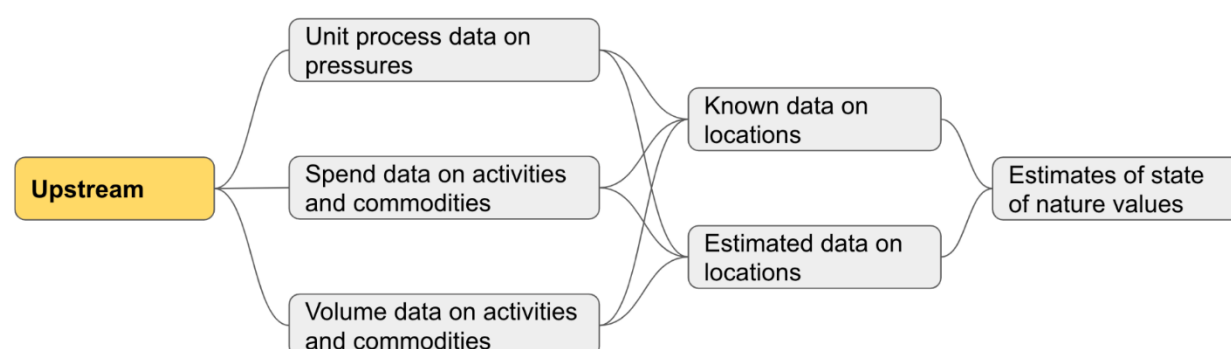 Unit process data on
pressures
Known data on
locations
Upstream
Spend data on activities
and commodities
Estimates of state
of nature values
Estimated data on
locations
Volume data on activities
and commodities